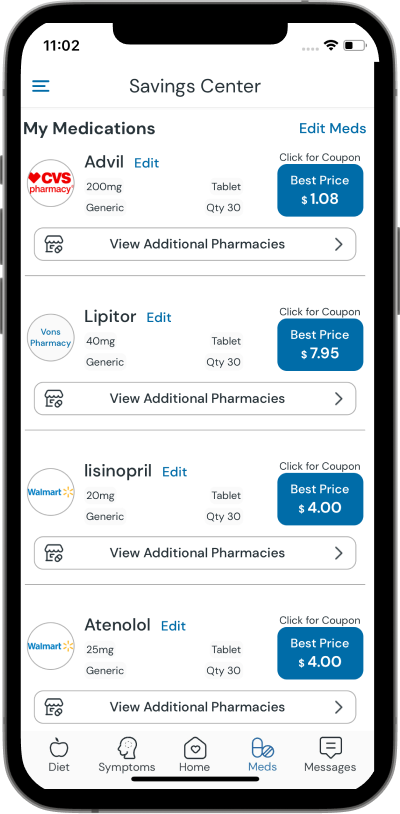 11:02
Savings Center
My Medications Edit Meds
Advil Edit Click for Coupon
CVS pharmacy
200mg Tablet Best Price
Generic Qty 30 $ 1.08
View Additional Pharmacies
Lipitor Edit Click for Coupon
Vons Pharmacy
40mg Tablet Best Price
Generic Qty 30 $ 7.95
View Additional Pharmacies
lisinopril Edit Click for Coupon
Walmart
20mg Tablet Best Price
Generic Qty 30 $ 4.00
View Additional Pharmacies
Atenolol Edit Click for Coupon
Walmart
25mg Tablet Best Price
Generic Qty 30 $ 4.00
View Additional Pharmacies
Diet Symptoms Home Meds Messages